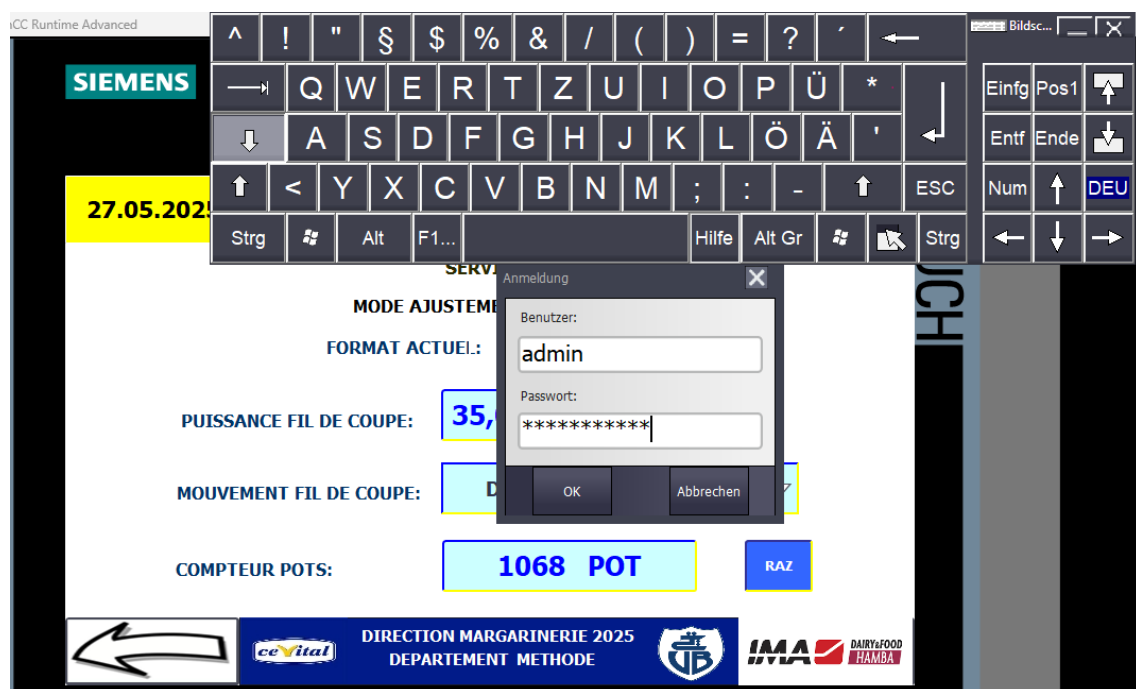 CC Runtime Advanced
^ ! " § $ % & / ( ) = ? ´
Bildsc...
SIEMENS
Q W E R T Z U I O P Ü *
Einfg Pos1
A S D F G H J K L Ö Ä '
Entf Ende
< Y X C V B N M ; : - ESC
Num DEU
Strg Alt F1... Hilfe Alt Gr Strg
27.05.202
SERVI
MODE AJUSTEME
FORMAT ACTUEL:
Anmeldung
Benutzer:
admin
Passwort:
***********
OK Abbrechen
UCH
PUISSANCE FIL DE COUPE: 35,
MOUVEMENT FIL DE COUPE: D
COMPTEUR POTS: 1068 POT RAZ
cevital
DIRECTION MARGARINERIE 2025
DEPARTEMENT METHODE
IMA DAIRY&FOOD
HAMBA